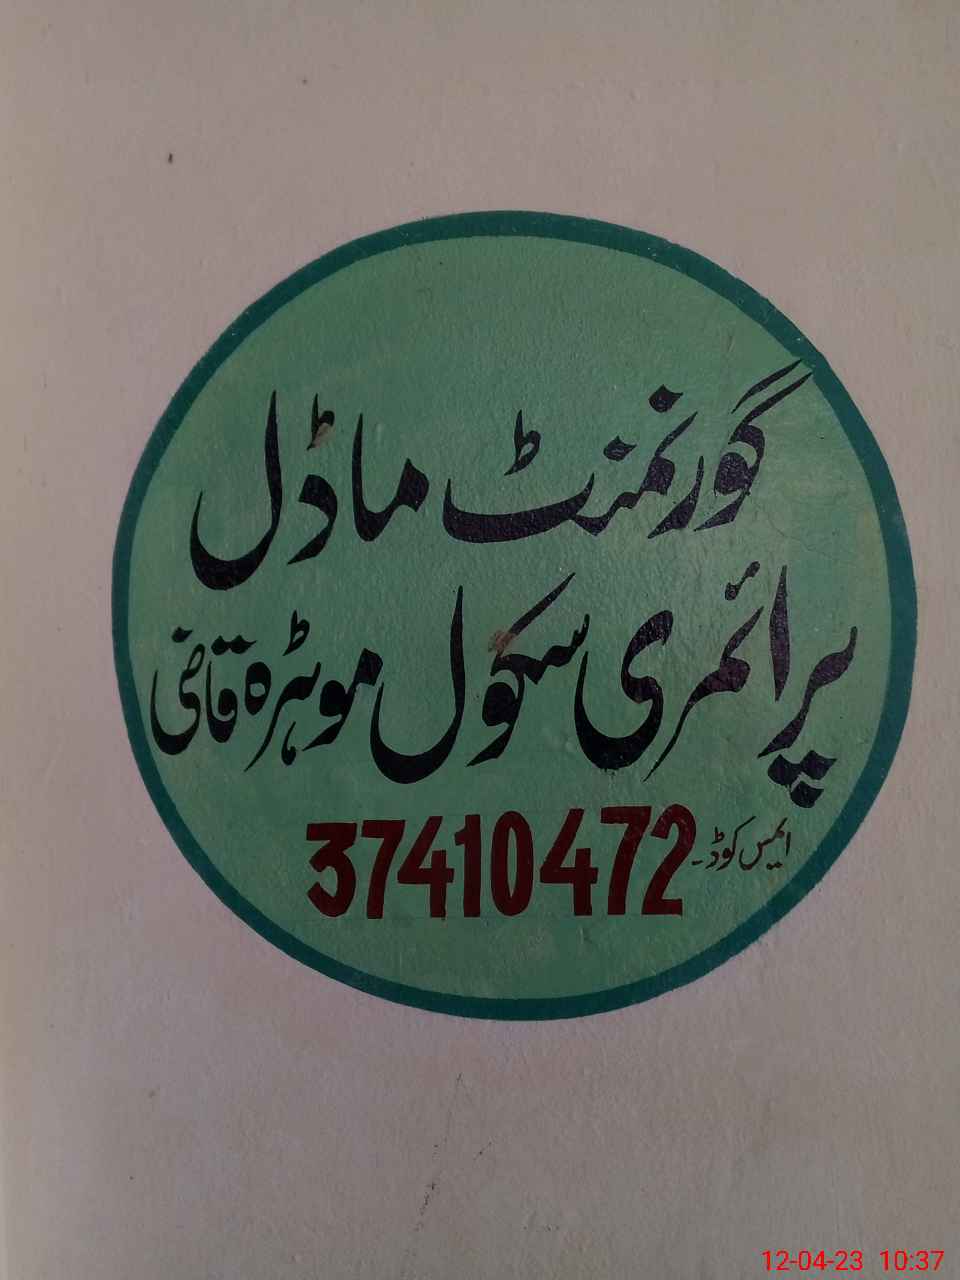 گورنمنٹ ماڈل
پرائمری سکول موہڑہ قاضی
ایمس کوڈ۔ 37410472
12-04-23 10:37